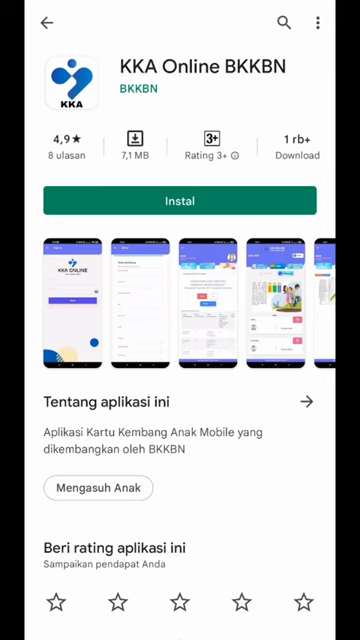 KKA Online BKKBN
BKKBN
KKA
4,9★
8 ulasan
7,1 MB
3+
Rating 3+
1 rb+
Download
Instal
KKA ONLINE
Tentang aplikasi ini
Aplikasi Kartu Kembang Anak Mobile yang
dikembangkan oleh BKKBN
Mengasuh Anak
Beri rating aplikasi ini
Sampaikan pendapat Anda